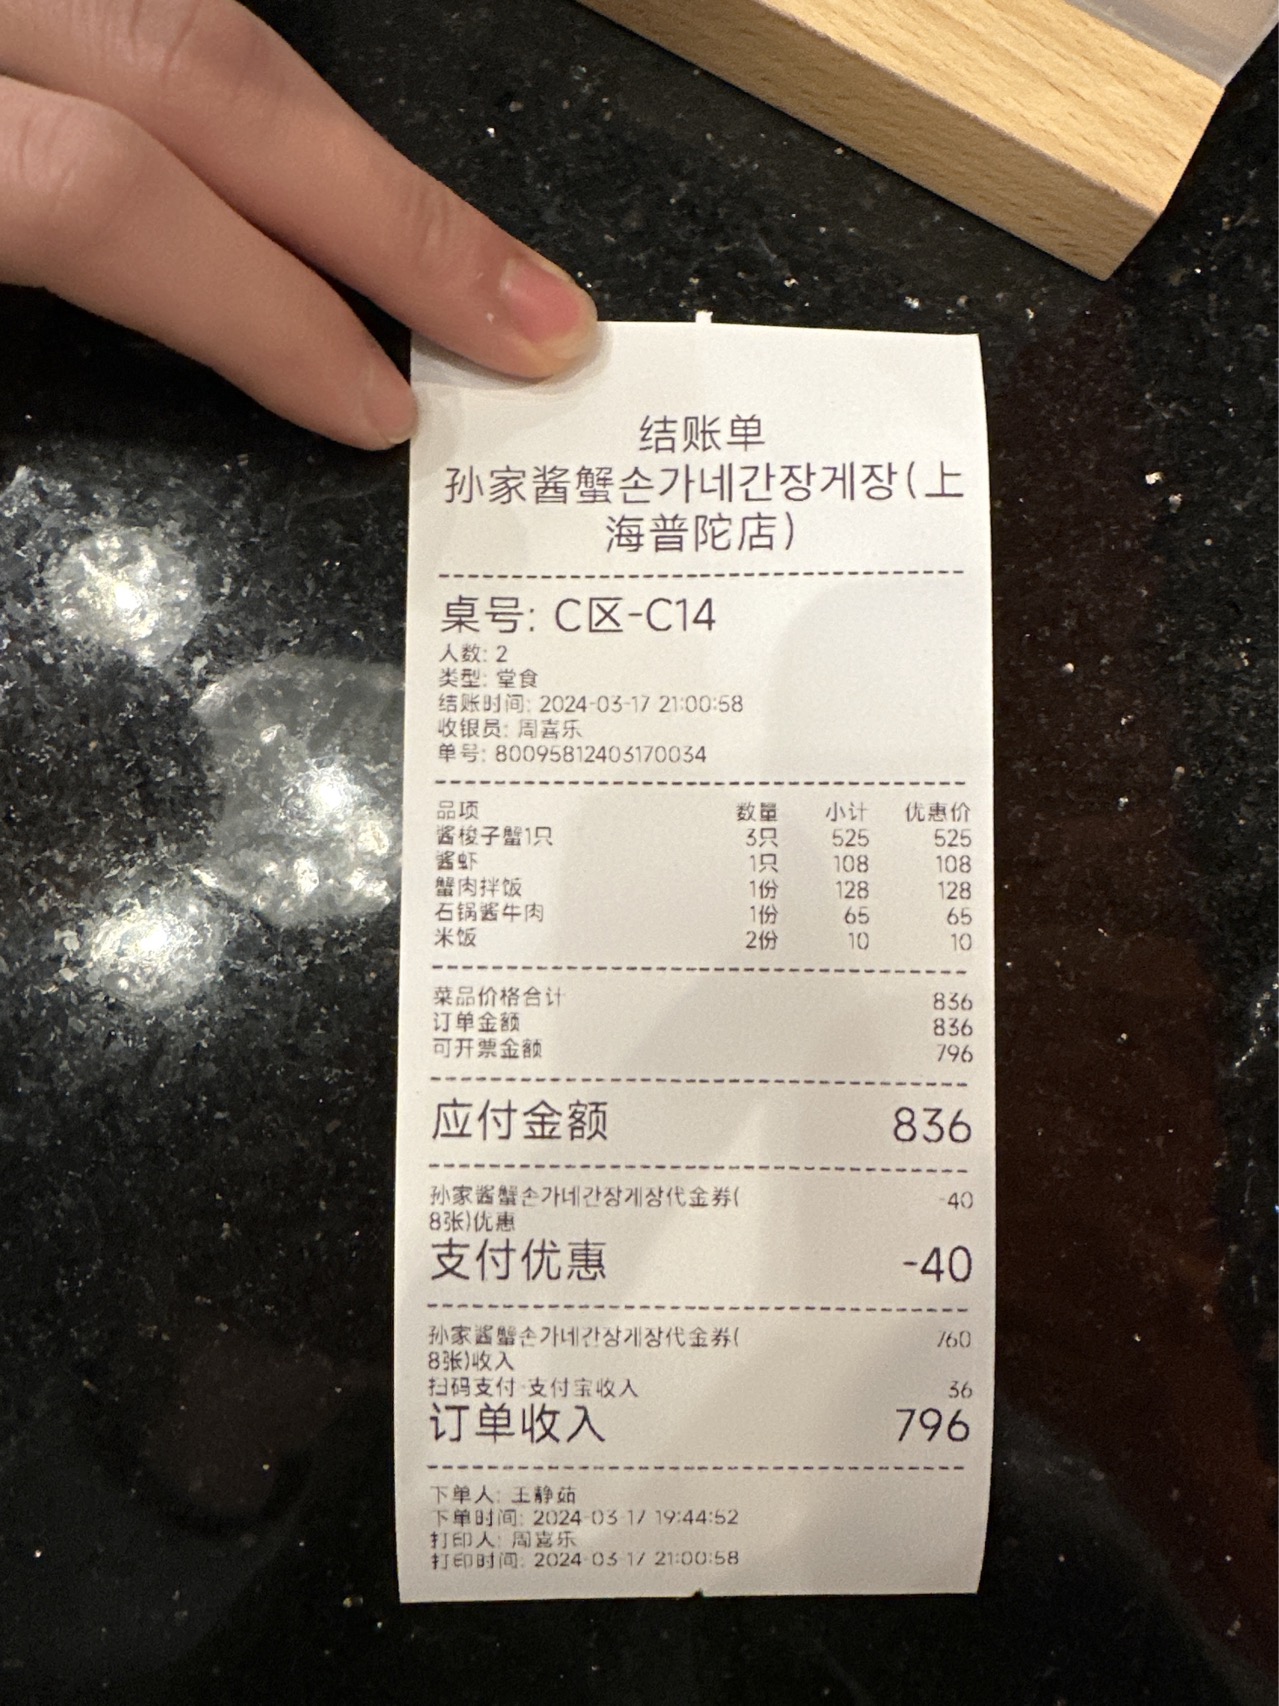 结账单
孙家酱蟹손가네간장게장(上
海普陀店)
桌号: C区-C14
人数: 2
类型: 堂食
结账时间: 2024-03-17 21:00:58
收银员: 周喜乐
单号: 80095812403170034
品项 数量 小计 优惠价
酱梭子蟹1只 3只 525 525
酱虾 1只 108 108
蟹肉拌饭 1份 128 128
石锅酱牛肉 1份 65 65
米饭 2份 10 10
菜品价格合计 836
订单金额 836
可开票金额 796
应付金额 836
孙家酱蟹손가네간장게장代金券( -40
8张)优惠
支付优惠 -40
孙家酱蟹손가네간장게장代金券( 760
8张)收入
扫码支付-支付宝收入 36
订单收入 796
下单人: 王静茹
下单时间: 2024-03-17 19:44:52
打印人: 周喜乐
打印时间: 2024-03-17 21:00:58